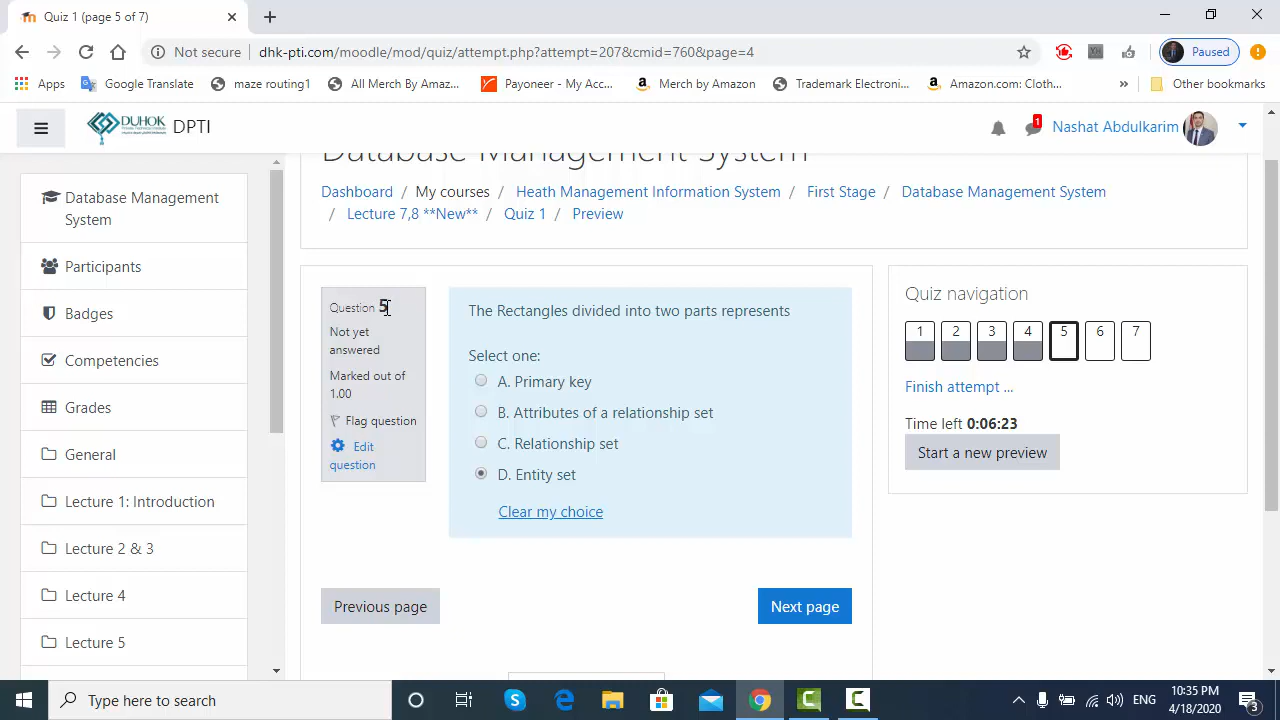 Quiz 1 (page 5 of 7)
Not secure
dhk-pti.com/moodle/mod/quiz/attempt.php?attempt=207&cmid=760&page=4
Paused
Apps
Google Translate
maze routing1
All Merch By Amaz...
Payoneer - My Acc...
Merch by Amazon
Trademark Electroni...
Amazon.com: Cloth...
»
Other bookmarks
DUHOK
DPTI
1
Nashat Abdulkarim
Database Management System
Dashboard / My courses / Heath Management Information System / First Stage / Database Management System
/ Lecture 7,8 **New** / Quiz 1 / Preview
Database Management
System
Participants
Badges
Competencies
Grades
General
Lecture 1: Introduction
Lecture 2 & 3
Lecture 4
Lecture 5
Question 5
Not yet
answered
Marked out of
1.00
Flag question
Edit
question
The Rectangles divided into two parts represents
Select one:
A. Primary key
B. Attributes of a relationship set
C. Relationship set
D. Entity set
Clear my choice
Previous page
Next page
Quiz navigation
1 2 3 4 5 6 7
Finish attempt ...
Time left 0:06:23
Start a new preview
Type here to search
ENG
10:35 PM
4/18/2020
3